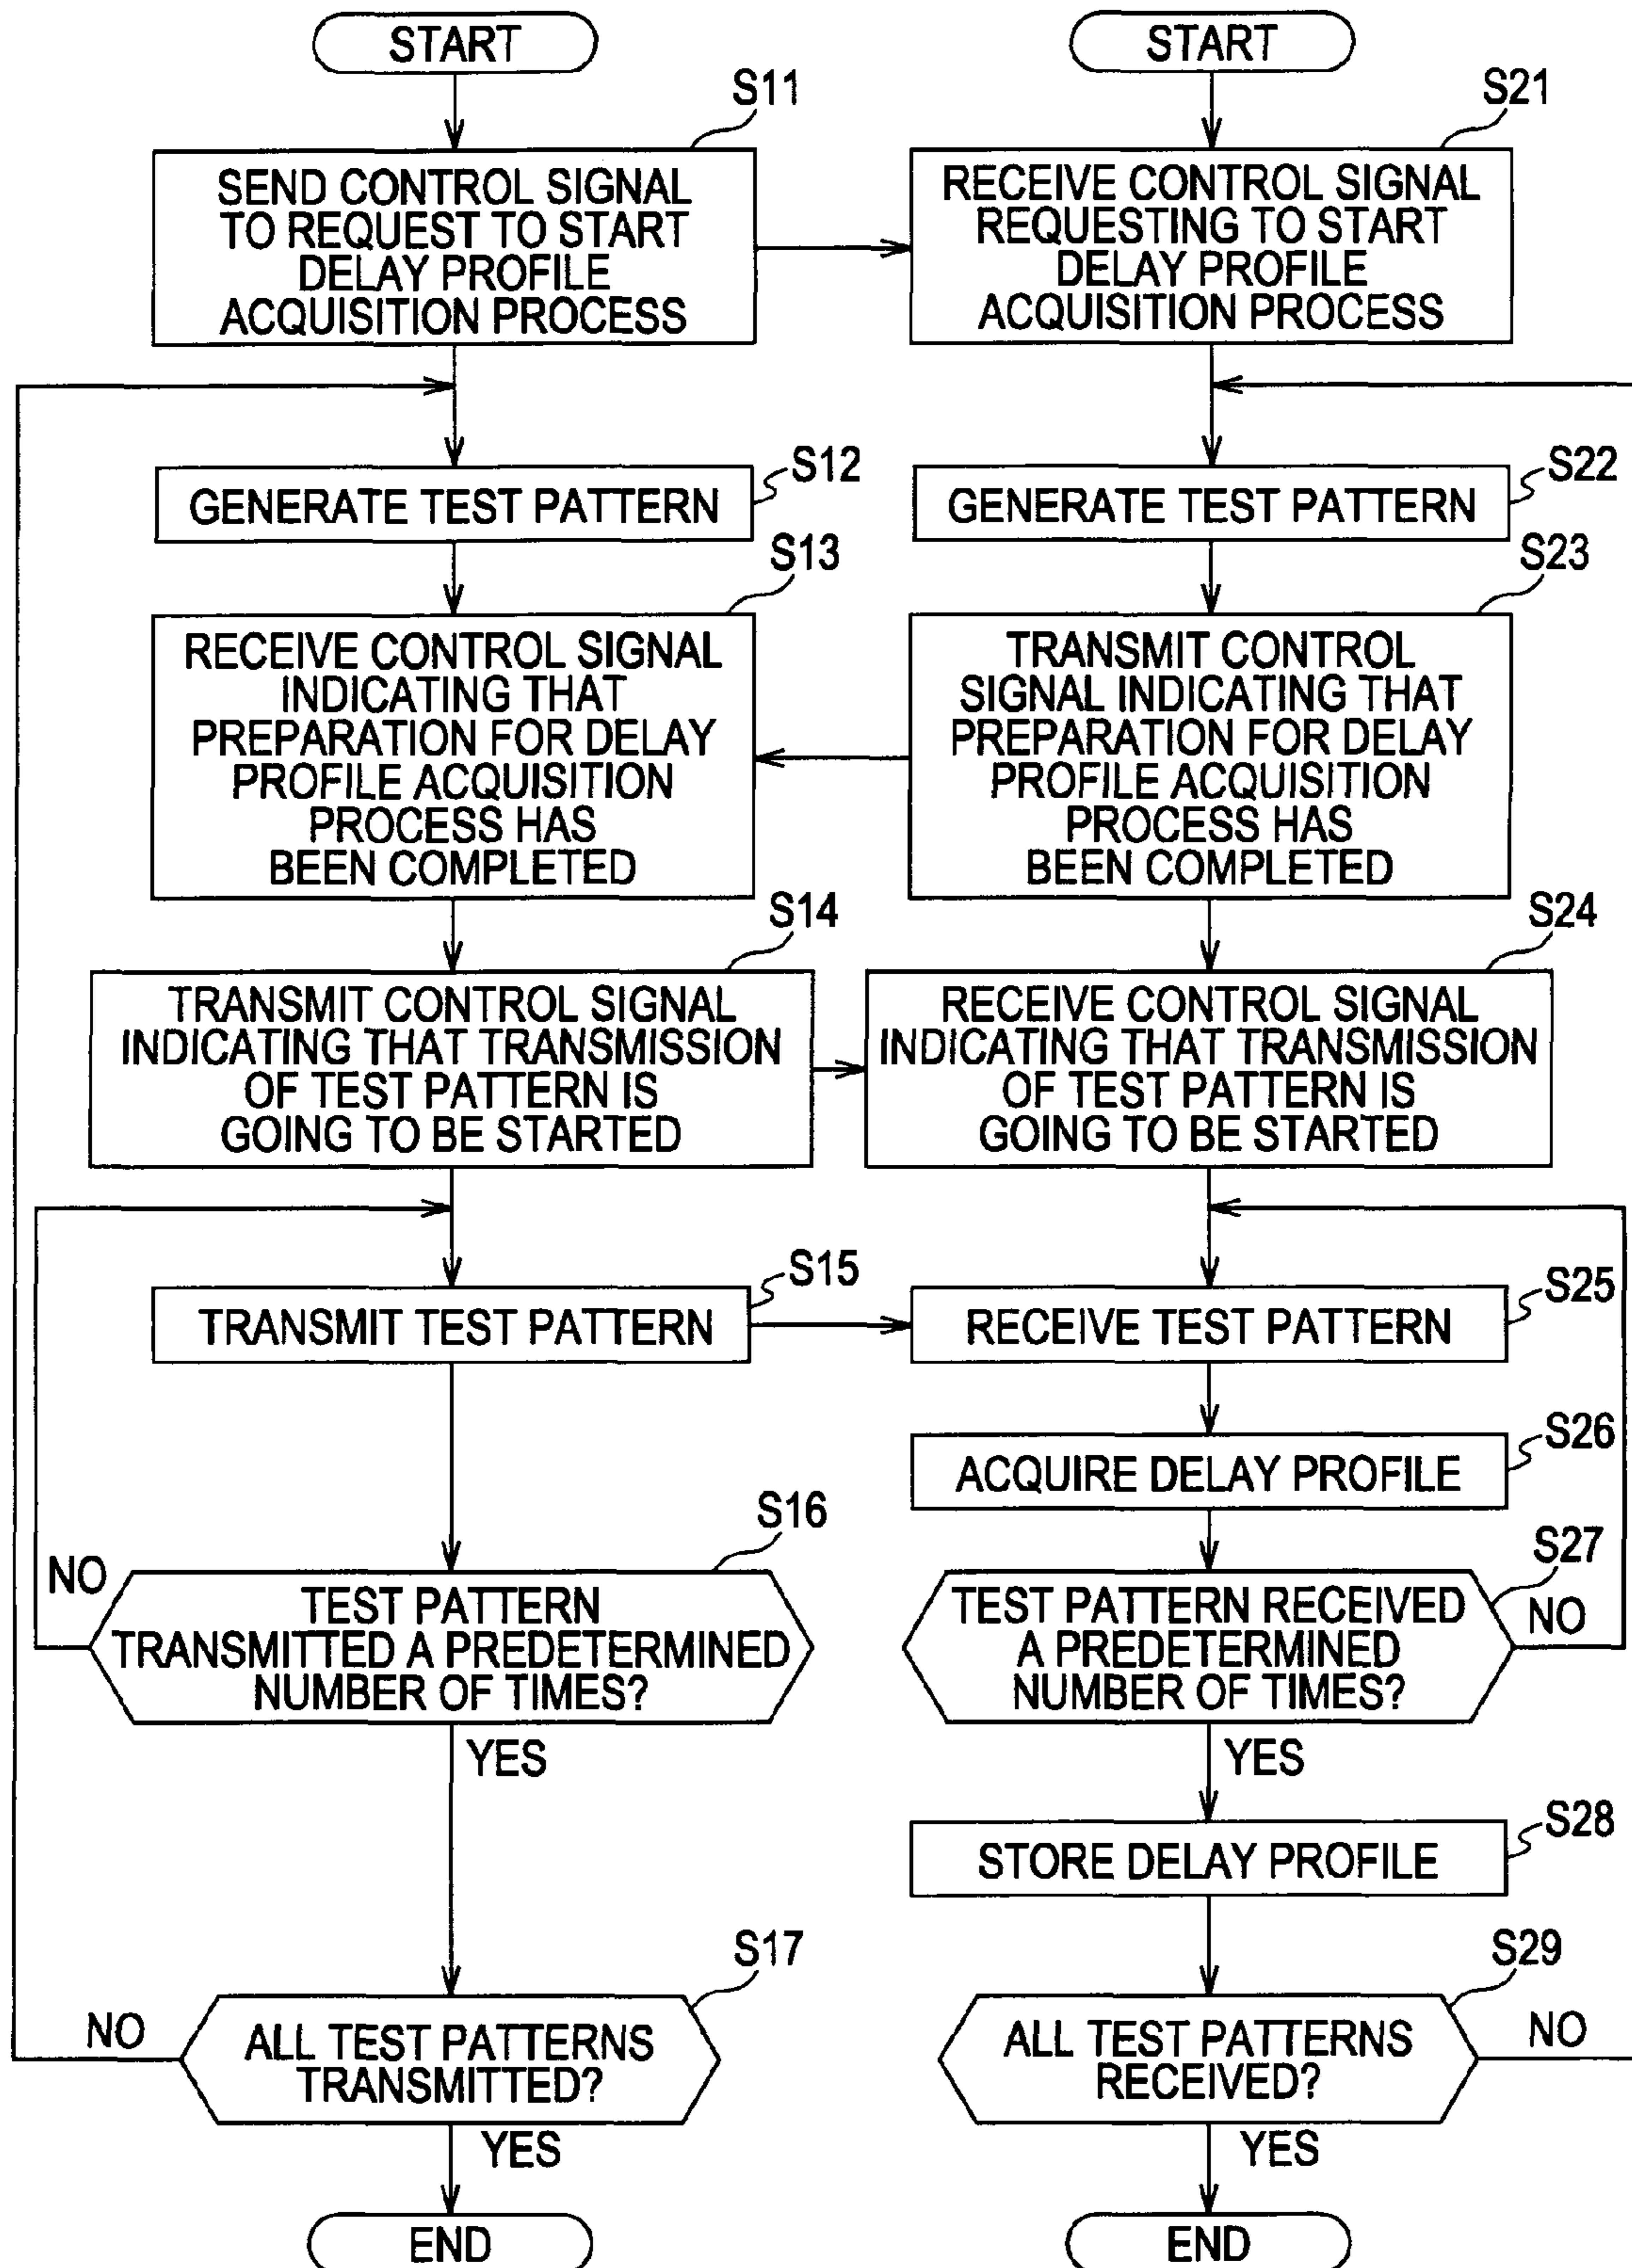 START
S11
SEND CONTROL SIGNAL
TO REQUEST TO START
DELAY PROFILE
ACQUISITION PROCESS
S12
GENERATE TEST PATTERN
S13
RECEIVE CONTROL SIGNAL
INDICATING THAT
PREPARATION FOR DELAY
PROFILE ACQUISITION
PROCESS HAS
BEEN COMPLETED
S14
TRANSMIT CONTROL SIGNAL
INDICATING THAT TRANSMISSION
OF TEST PATTERN IS
GOING TO BE STARTED
S15
TRANSMIT TEST PATTERN
S16
NO
TEST PATTERN
TRANSMITTED A PREDETERMINED
NUMBER OF TIMES?
YES
S17
NO
ALL TEST PATTERNS
TRANSMITTED?
YES
END
START
S21
RECEIVE CONTROL SIGNAL
REQUESTING TO START
DELAY PROFILE
ACQUISITION PROCESS
S22
GENERATE TEST PATTERN
S23
TRANSMIT CONTROL
SIGNAL INDICATING THAT
PREPARATION FOR DELAY
PROFILE ACQUISITION
PROCESS HAS
BEEN COMPLETED
S24
RECEIVE CONTROL SIGNAL
INDICATING THAT TRANSMISSION
OF TEST PATTERN IS
GOING TO BE STARTED
S25
RECEIVE TEST PATTERN
S26
ACQUIRE DELAY PROFILE
S27
TEST PATTERN RECEIVED
A PREDETERMINED
NUMBER OF TIMES?
NO
YES
S28
STORE DELAY PROFILE
S29
ALL TEST PATTERNS
RECEIVED?
NO
YES
END